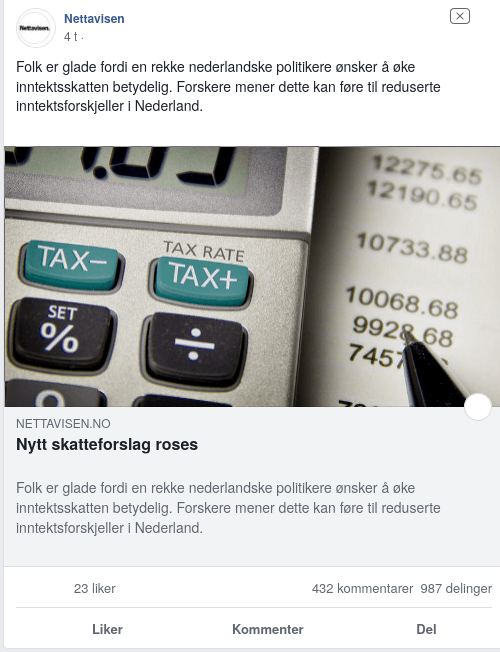 Nettavisen
Nettavisen.
4 t ·
Folk er glade fordi en rekke nederlandske politikere ønsker å øke
inntektsskatten betydelig. Forskere mener dette kan føre til reduserte
inntektsforskjeller i Nederland.
12275.65
12190.65
TAX RATE
10733.88
TAX−
TAX+
10068.68
SET
9928.68
%
÷
NETTAVISEN.NO
Nytt skatteforslag roses
Folk er glade fordi en rekke nederlandske politikere ønsker å øke
inntektsskatten betydelig. Forskere mener dette kan føre til reduserte
inntektsforskjeller i Nederland.
23 liker
432 kommentarer 987 delinger
Liker
Kommenter
Del